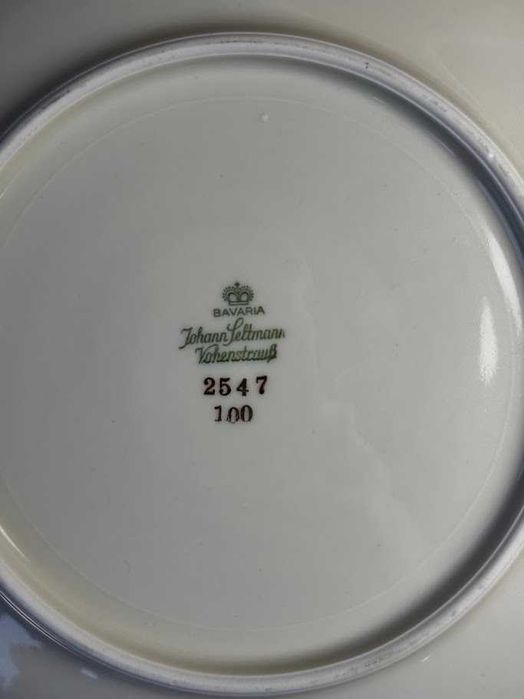 BAVARIA
Johann Seltmann
Vohenstrauß
2547
100